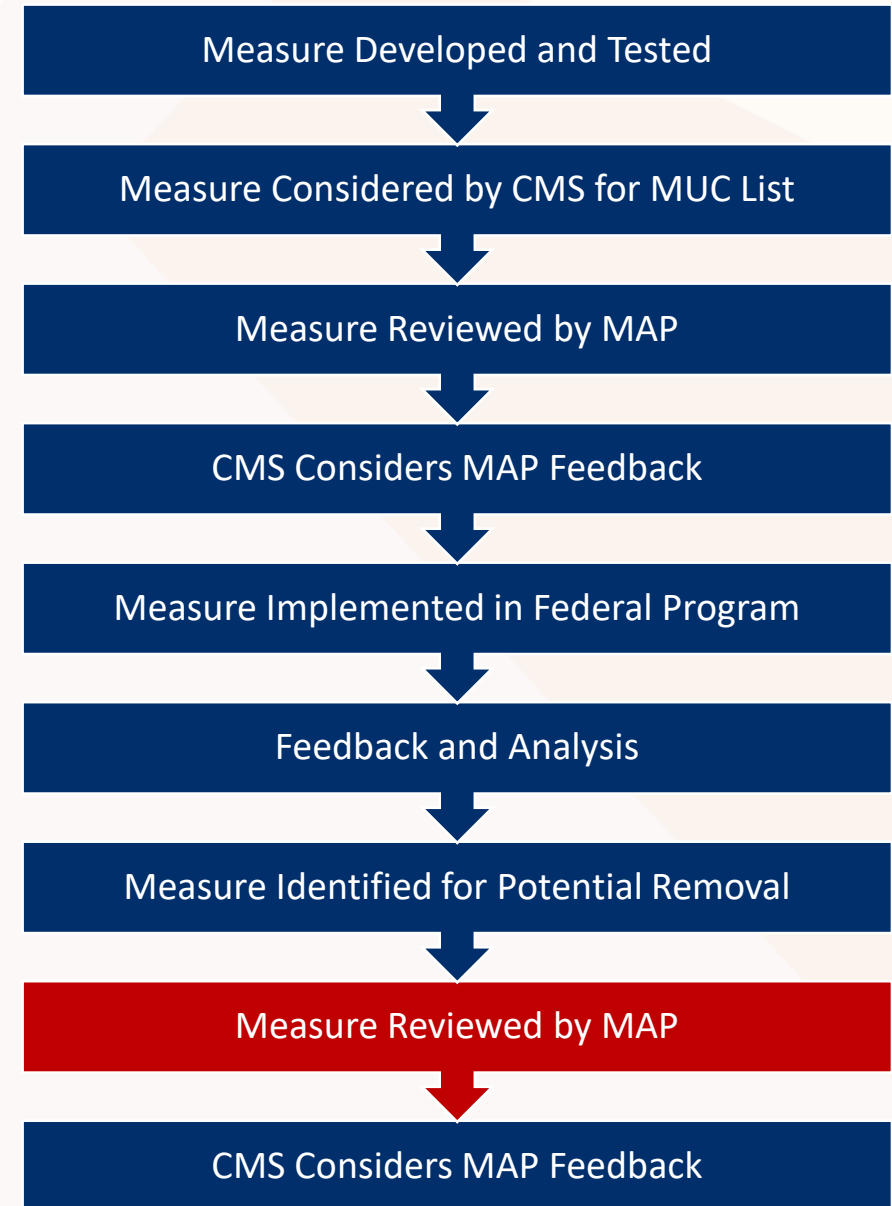 Measure Developed and Tested
Measure Considered by CMS for MUC List
Measure Reviewed by MAP
CMS Considers MAP Feedback
Measure Implemented in Federal Program
Feedback and Analysis
Measure Identified for Potential Removal
Measure Reviewed by MAP
CMS Considers MAP Feedback